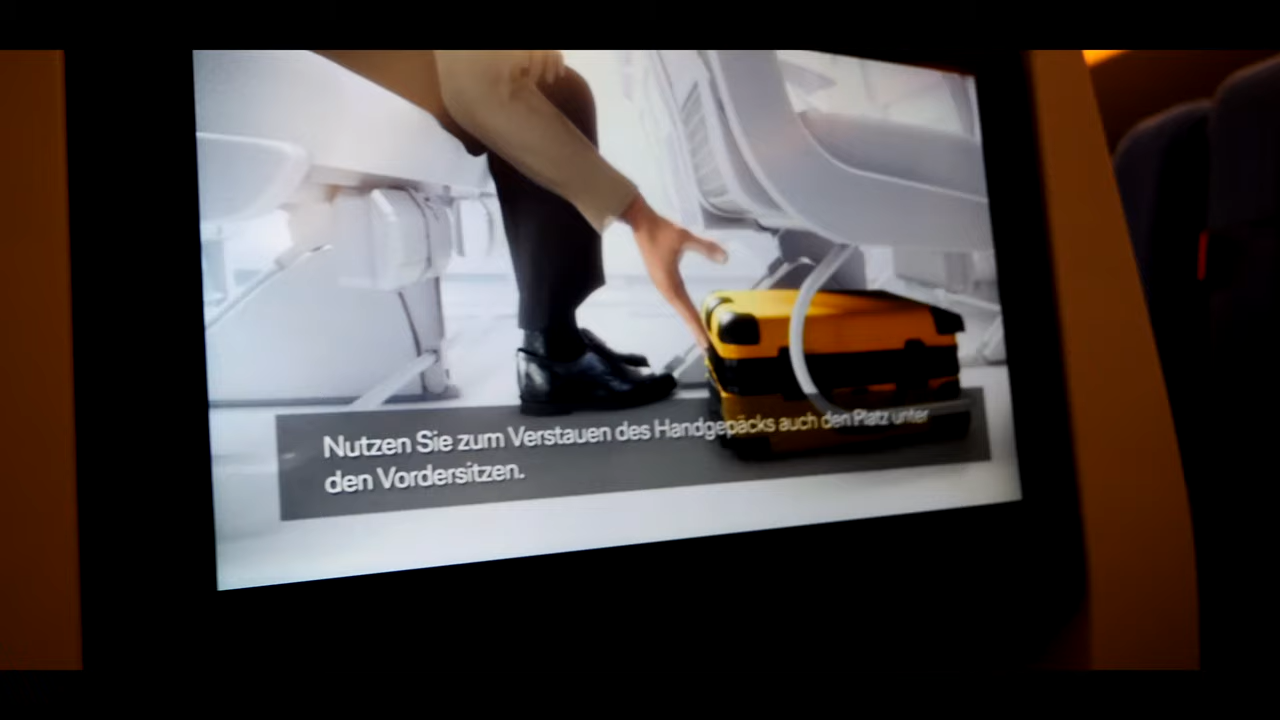 Nutzen Sie zum Verstauen des Handgepäcks auch den Platz unter
den Vordersitzen.